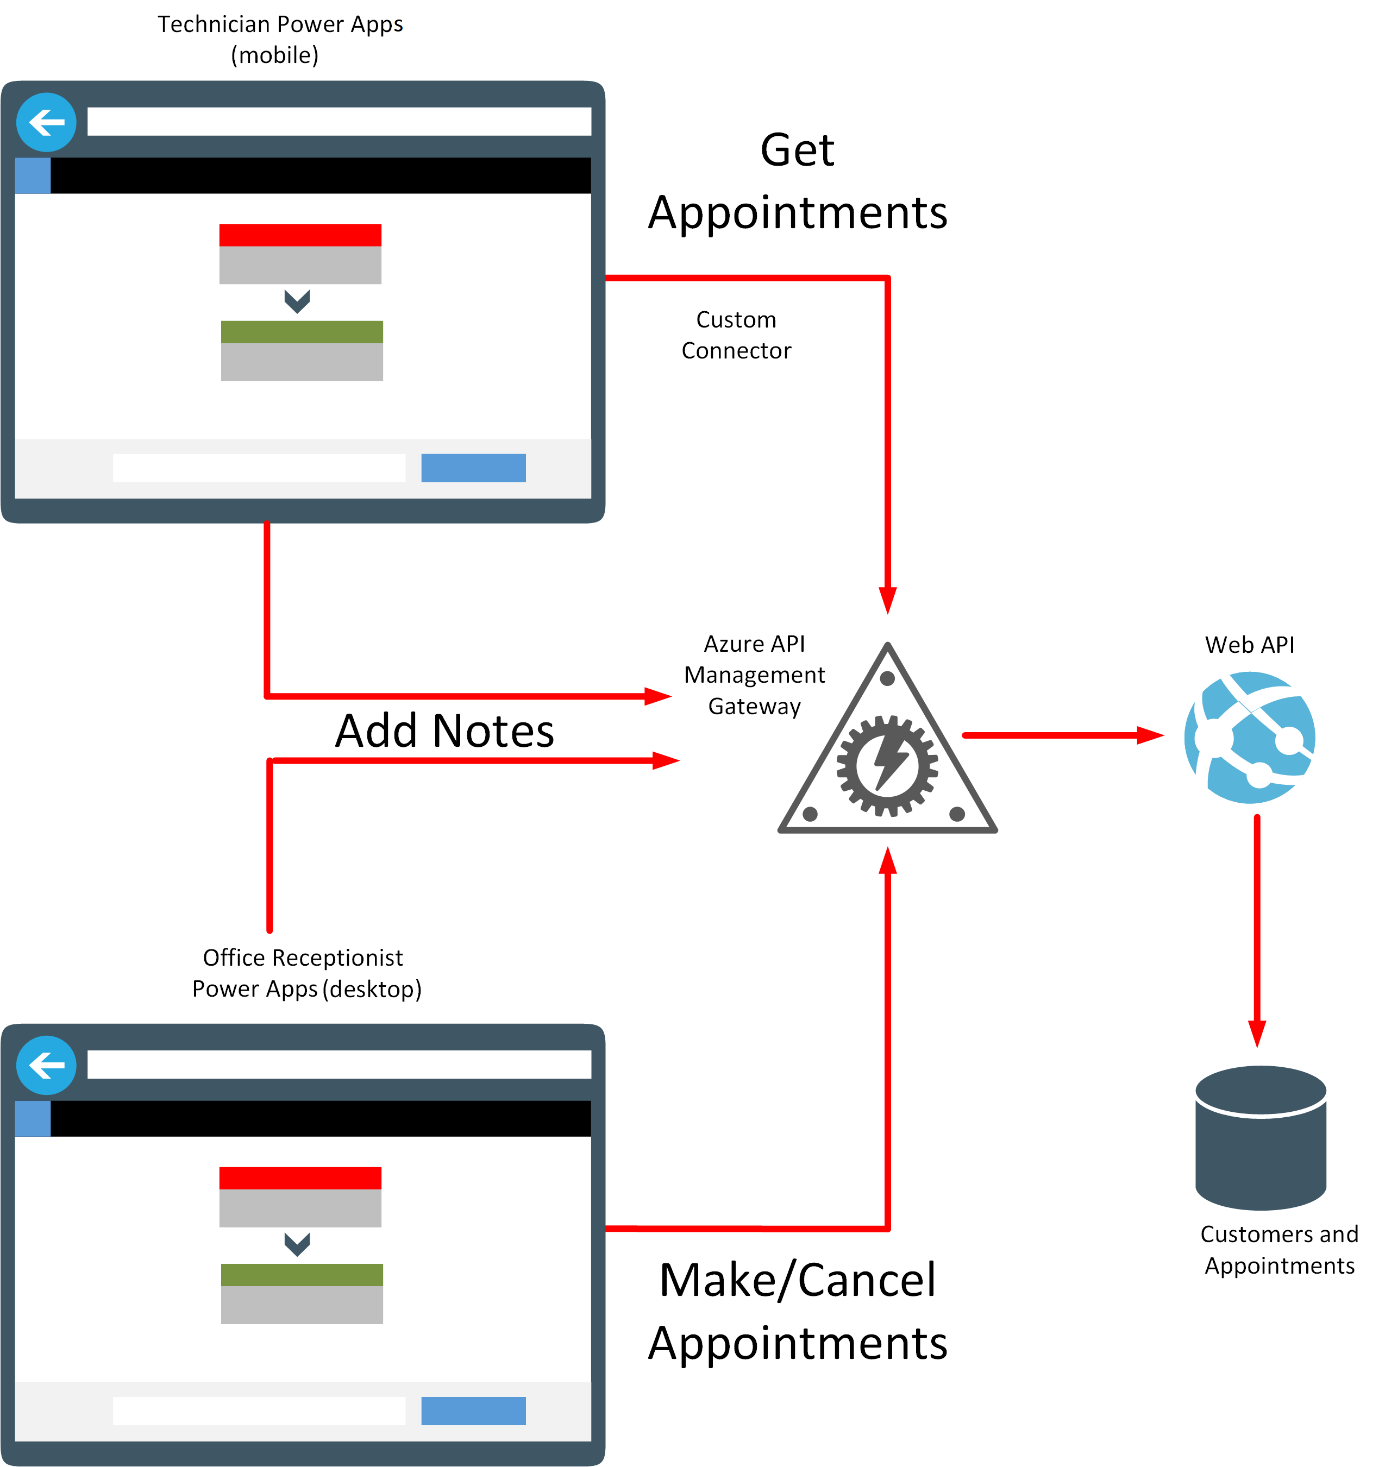 Technician Power Apps
(mobile)
Get
Appointments
Custom
Connector
Azure API
Management
Gateway
Web API
Add Notes
Office Receptionist
Power Apps (desktop)
Customers and
Appointments
Make/Cancel
Appointments